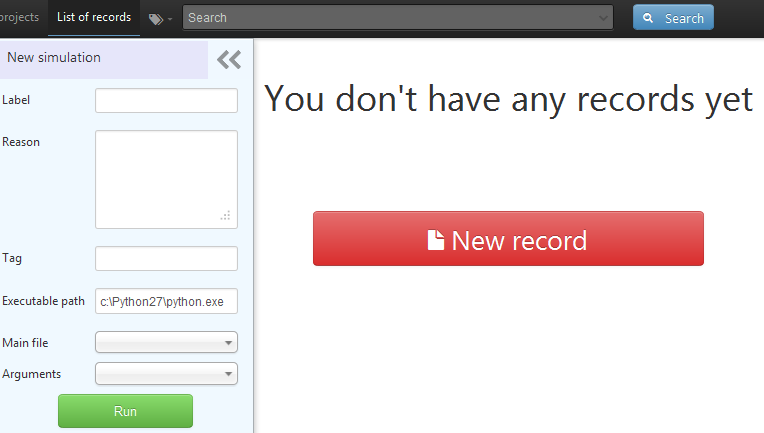 projects
List of records
Search
Search
New simulation
You don't have any records yet
Label
Reason
New record
Tag
Executable path
c:\Python27\python.exe
Main file
Arguments
Run